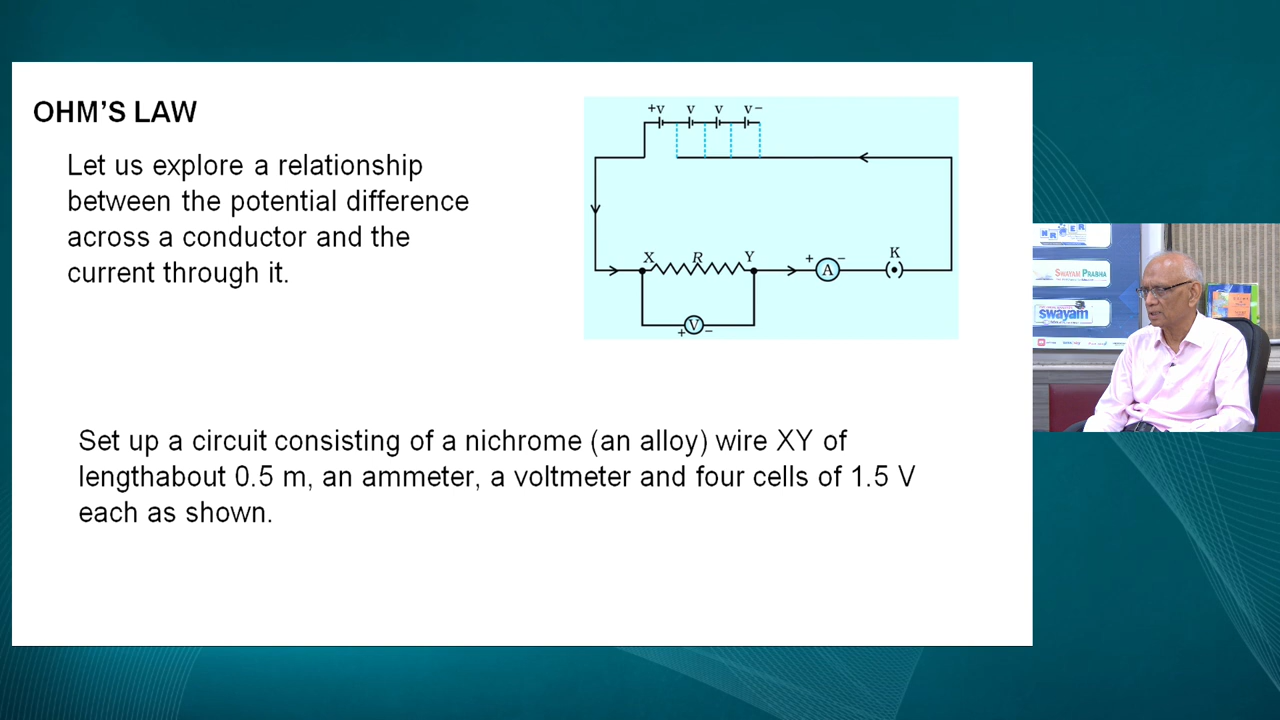 OHM'S LAW
Let us explore a relationship
between the potential difference
across a conductor and the
current through it.
+v v v v−
X R Y
+ A −
K
+ V −
Set up a circuit consisting of a nichrome (an alloy) wire XY of
lengthabout 0.5 m, an ammeter, a voltmeter and four cells of 1.5 V
each as shown.
SWAYAM PRABHA
swayam